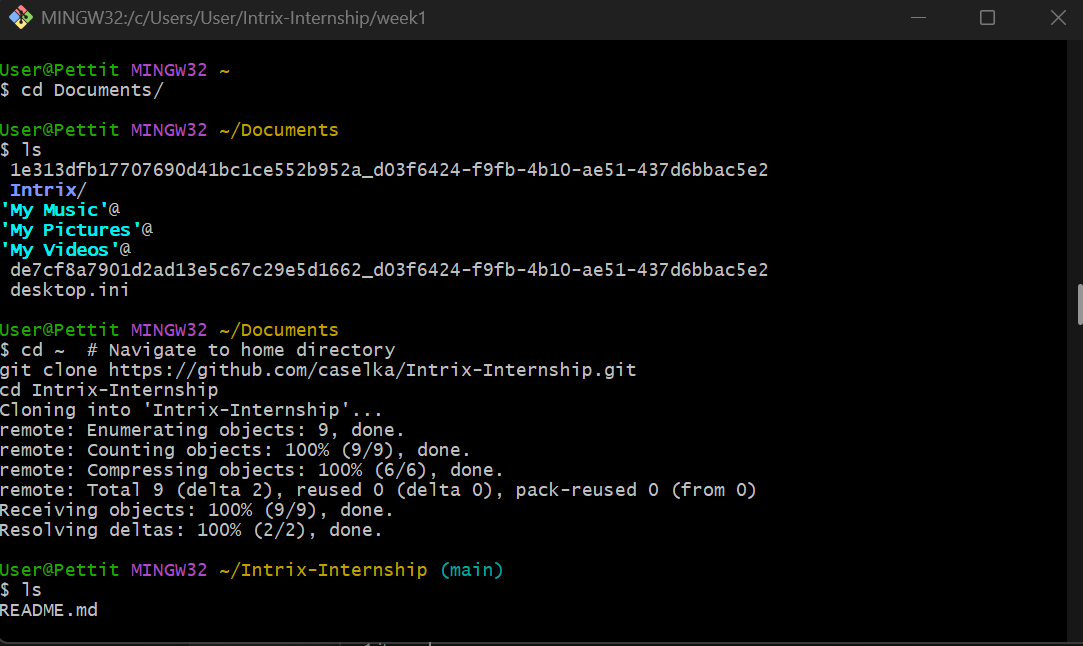 MINGW32:/c/Users/User/Intrix-Internship/week1
User@Pettit MINGW32 ~
$ cd Documents/
User@Pettit MINGW32 ~/Documents
$ ls
1e313dfb17707690d41bc1ce552b952a_d03f6424-f9fb-4b10-ae51-437d6bbac5e2
Intrix/
'My Music'@
'My Pictures'@
'My Videos'@
de7cf8a7901d2ad13e5c67c29e5d1662_d03f6424-f9fb-4b10-ae51-437d6bbac5e2
desktop.ini
User@Pettit MINGW32 ~/Documents
$ cd ~  # Navigate to home directory
git clone https://github.com/caselka/Intrix-Internship.git
cd Intrix-Internship
Cloning into 'Intrix-Internship'...
remote: Enumerating objects: 9, done.
remote: Counting objects: 100% (9/9), done.
remote: Compressing objects: 100% (6/6), done.
remote: Total 9 (delta 2), reused 0 (delta 0), pack-reused 0 (from 0)
Receiving objects: 100% (9/9), done.
Resolving deltas: 100% (2/2), done.
User@Pettit MINGW32 ~/Intrix-Internship (main)
$ ls
README.md